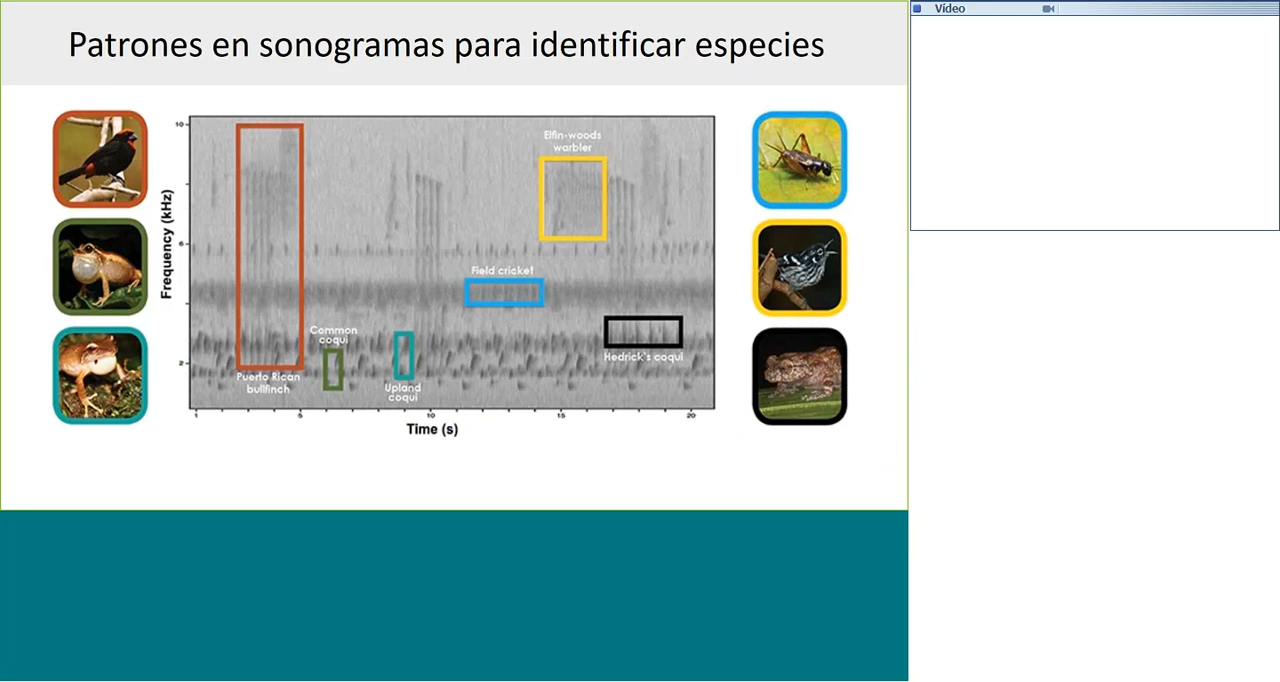 Patrones en sonogramas para identificar especies
Vídeo
10
6
2
Frequency (kHz)
Elfin-woods
warbler
Field cricket
Common
coqui
Hedrick's coqui
Puerto Rican
bullfinch
Upland
coqui
1
5
10
15
20
Time (s)